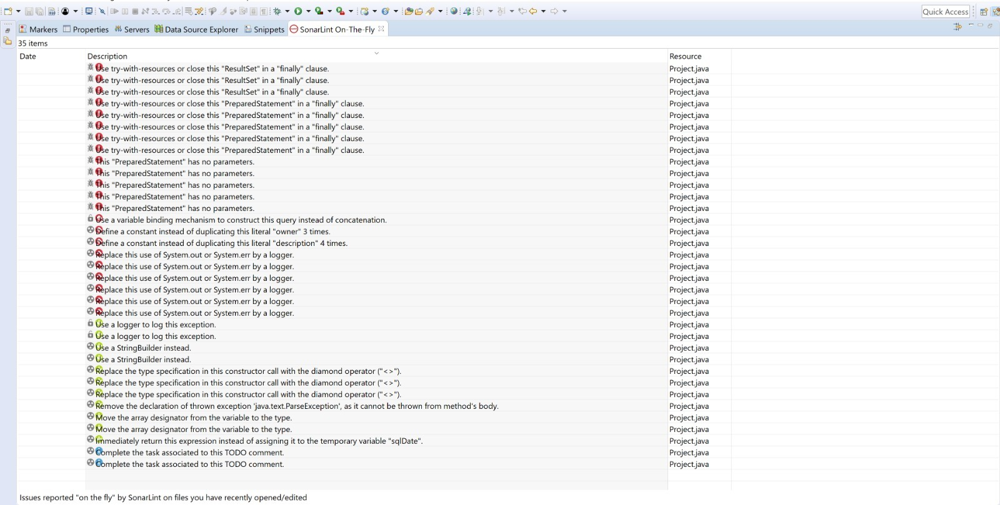 Quick Access
Markers Properties Servers Data Source Explorer Snippets SonarLint On-The-Fly
35 items
Date Description Resource
Use try-with-resources or close this "ResultSet" in a "finally" clause. Project.java
Use try-with-resources or close this "ResultSet" in a "finally" clause. Project.java
Use try-with-resources or close this "ResultSet" in a "finally" clause. Project.java
Use try-with-resources or close this "PreparedStatement" in a "finally" clause. Project.java
Use try-with-resources or close this "PreparedStatement" in a "finally" clause. Project.java
Use try-with-resources or close this "PreparedStatement" in a "finally" clause. Project.java
Use try-with-resources or close this "PreparedStatement" in a "finally" clause. Project.java
Use try-with-resources or close this "PreparedStatement" in a "finally" clause. Project.java
This "PreparedStatement" has no parameters. Project.java
This "PreparedStatement" has no parameters. Project.java
This "PreparedStatement" has no parameters. Project.java
This "PreparedStatement" has no parameters. Project.java
This "PreparedStatement" has no parameters. Project.java
Use a variable binding mechanism to construct this query instead of concatenation. Project.java
Define a constant instead of duplicating this literal "owner" 3 times. Project.java
Define a constant instead of duplicating this literal "description" 4 times. Project.java
Replace this use of System.out or System.err by a logger. Project.java
Replace this use of System.out or System.err by a logger. Project.java
Replace this use of System.out or System.err by a logger. Project.java
Replace this use of System.out or System.err by a logger. Project.java
Replace this use of System.out or System.err by a logger. Project.java
Replace this use of System.out or System.err by a logger. Project.java
Use a logger to log this exception. Project.java
Use a logger to log this exception. Project.java
Use a StringBuilder instead. Project.java
Use a StringBuilder instead. Project.java
Replace the type specification in this constructor call with the diamond operator ("<>"). Project.java
Replace the type specification in this constructor call with the diamond operator ("<>"). Project.java
Replace the type specification in this constructor call with the diamond operator ("<>"). Project.java
Remove the declaration of thrown exception 'java.text.ParseException', as it cannot be thrown from method's body. Project.java
Move the array designator from the variable to the type. Project.java
Move the array designator from the variable to the type. Project.java
Immediately return this expression instead of assigning it to the temporary variable "sqlDate". Project.java
Complete the task associated to this TODO comment. Project.java
Complete the task associated to this TODO comment. Project.java
Issues reported "on the fly" by SonarLint on files you have recently opened/edited